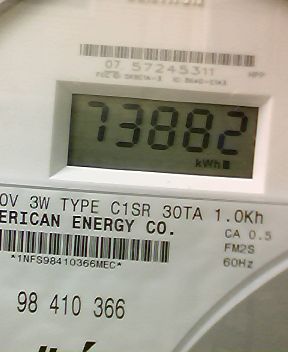 07 57245311
73882
kWh
0V 3W TYPE C1SR 30TA 1.0Kh
ERICAN ENERGY CO.
CA 0.5
FM2S
60Hz
*1NFS98410366MEC*
98 410 366